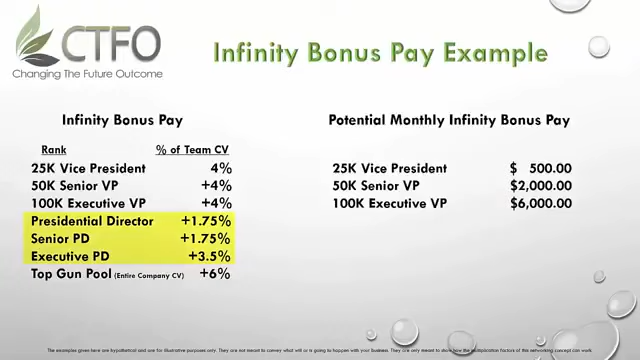 CTFO
Changing The Future Outcome
Infinity Bonus Pay Example
Infinity Bonus Pay
Rank % of Team CV
25K Vice President 4%
50K Senior VP +4%
100K Executive VP +4%
Presidential Director +1.75%
Senior PD +1.75%
Executive PD +3.5%
Top Gun Pool (Entire Company CV) +6%
Potential Monthly Infinity Bonus Pay
25K Vice President $ 500.00
50K Senior VP $2,000.00
100K Executive VP $6,000.00
The examples given here are hypothetical and are for illustrative purposes only. They are not meant to convey what will or is going to happen with your business. They are only meant to show how the multiplication factors of this networking concept can work